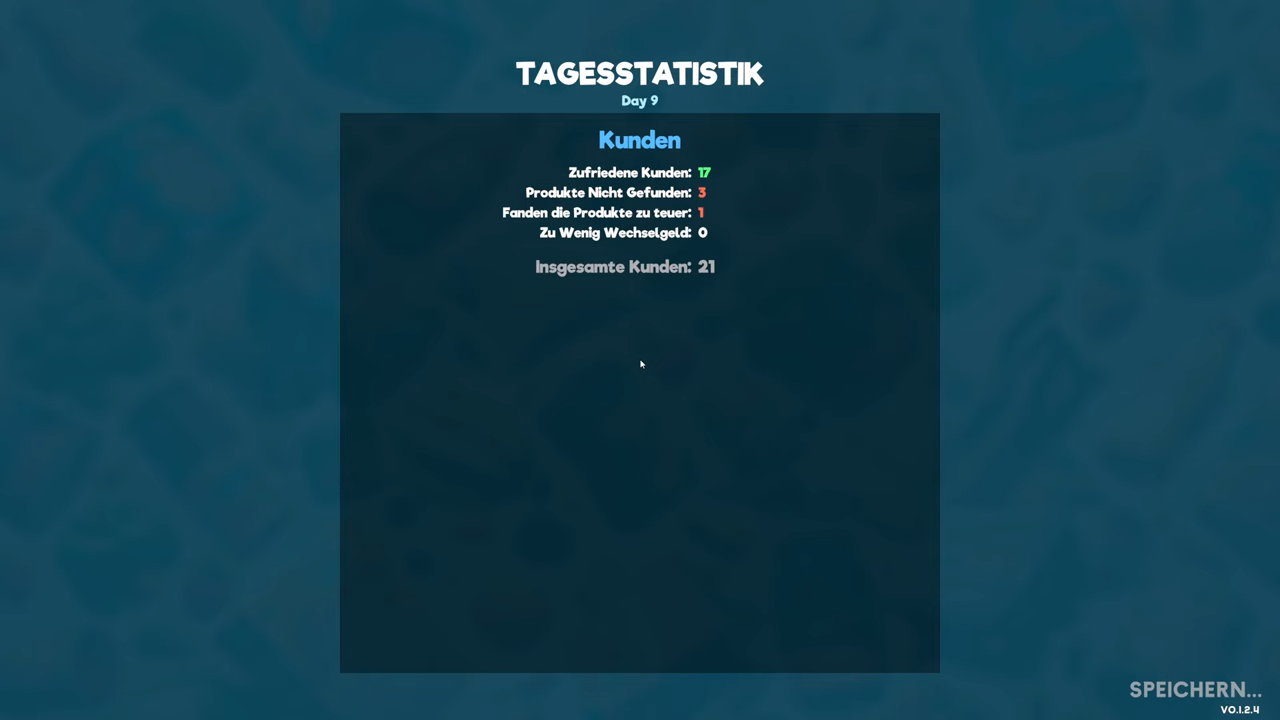 TAGESSTATISTIK
Day 9
Kunden
Zufriedene Kunden: 17
Produkte Nicht Gefunden: 3
Fanden die Produkte zu teuer: 1
Zu Wenig Wechselgeld: 0
Insgesamte Kunden: 21
SPEICHERN...
V0.1.2.4